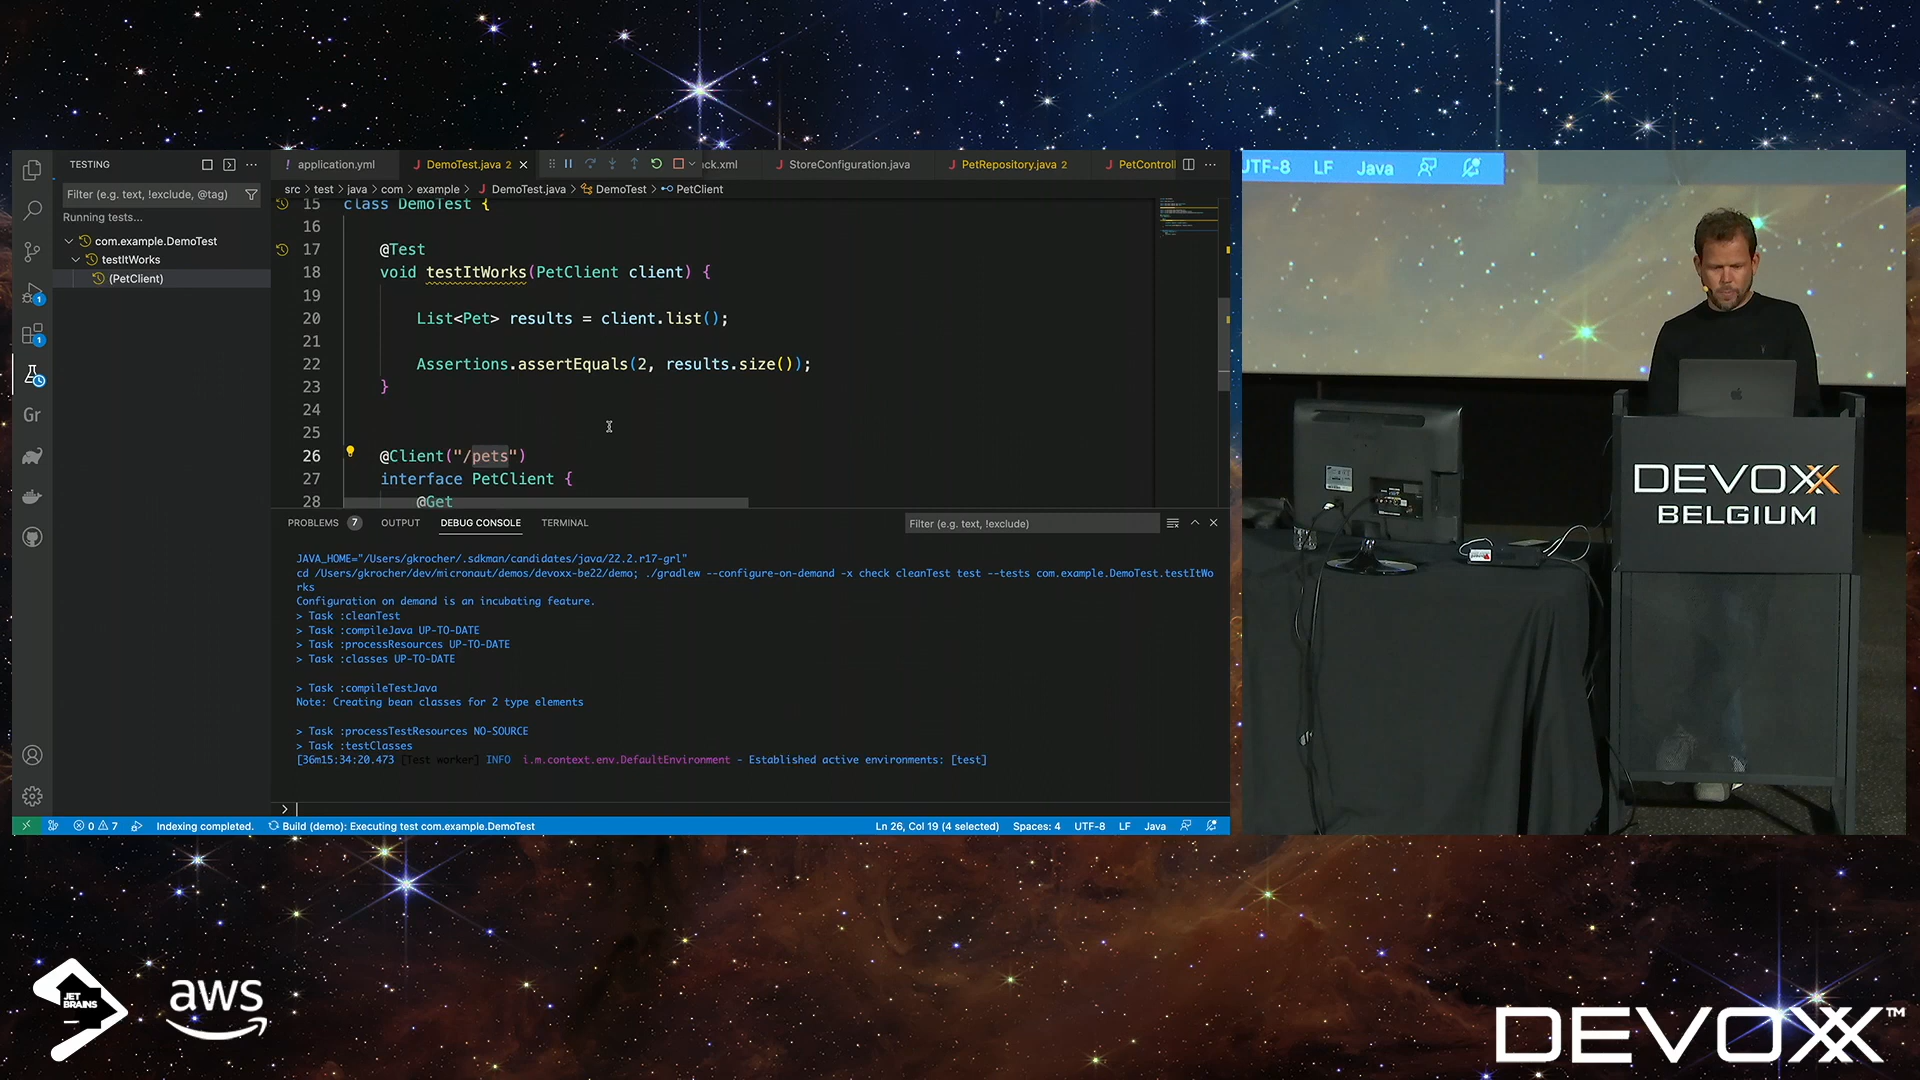 TESTING
Filter (e.g. text, !exclude, @tag)
Running tests...
com.example.DemoTest
testItWorks
(PetClient)
1
1
Gr
! application.yml
J DemoTest.java 2
ck.xml
J StoreConfiguration.java
J PetRepository.java 2
J PetControll
src > test > java > com > example > J DemoTest.java > DemoTest > PetClient
15 class DemoTest {
16
17 @Test
18 void testItWorks(PetClient client) {
19
20 List<Pet> results = client.list();
21
22 Assertions.assertEquals(2, results.size());
23 }
24
25
26 @Client("/pets")
27 interface PetClient {
28 @Get
PROBLEMS 7 OUTPUT DEBUG CONSOLE TERMINAL
Filter (e.g. text, !exclude)
JAVA_HOME="/Users/gkrocher/.sdkman/candidates/java/22.2.r17-grl"
cd /Users/gkrocher/dev/micronaut/demos/devoxx-be22/demo; ./gradlew --configure-on-demand -x check cleanTest test --tests com.example.DemoTest.testItWo
rks
Configuration on demand is an incubating feature.
> Task :cleanTest
> Task :compileJava UP-TO-DATE
> Task :processResources UP-TO-DATE
> Task :classes UP-TO-DATE
> Task :compileTestJava
Note: Creating bean classes for 2 type elements
> Task :processTestResources NO-SOURCE
> Task :testClasses
[36m15:34:20.473 [Test worker] INFO i.m.context.env.DefaultEnvironment - Established active environments: [test]
>
0 7 Indexing completed. Build (demo): Executing test com.example.DemoTest
Ln 26, Col 19 (4 selected) Spaces: 4 UTF-8 LF Java
UTF-8 LF Java
DEVOXX
BELGIUM
JET
BRAINS
aws
DEVOXX™